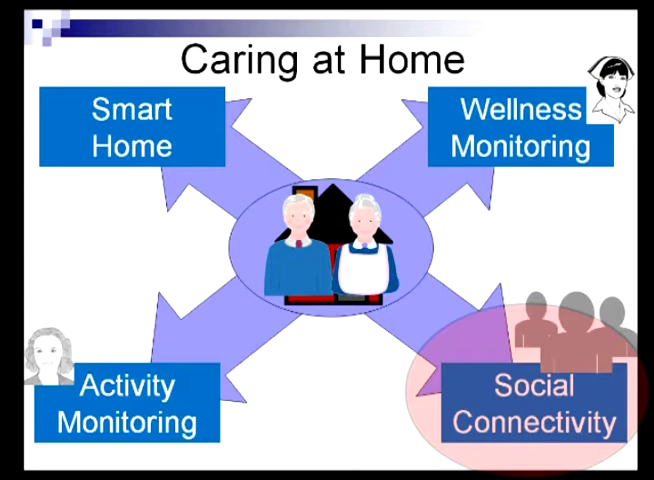 Caring at Home
Smart
Home
Wellness
Monitoring
Activity
Monitoring
Social
Connectivity